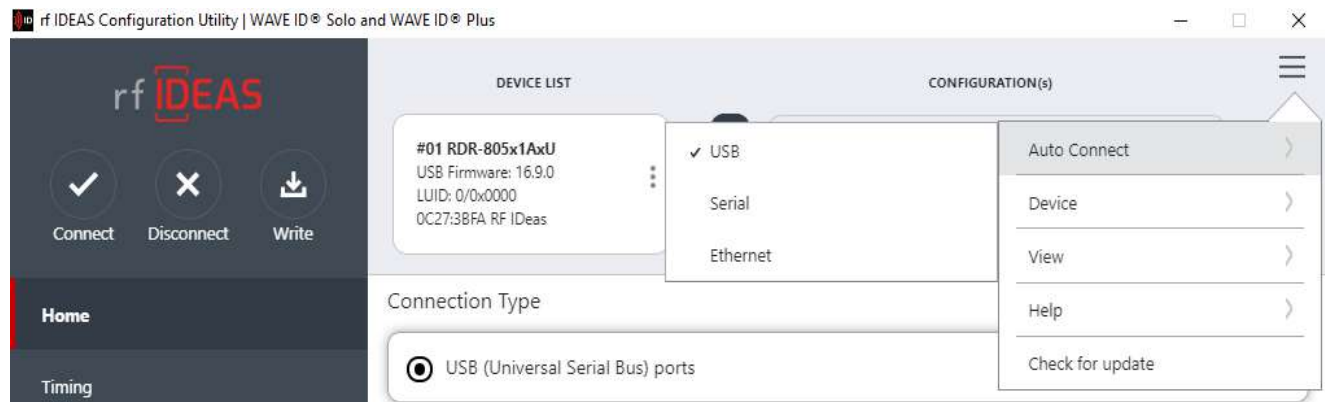 rf IDEAS Configuration Utility | WAVE ID® Solo and WAVE ID® Plus
rf IDEAS
Connect
Disconnect
Write
Home
Timing
DEVICE LIST
CONFIGURATION(s)
#01 RDR-805x1AxU
USB Firmware: 16.9.0
LUID: 0/0x0000
0C27:3BFA RF IDeas
✓ USB
Serial
Ethernet
Auto Connect
Device
View
Help
Check for update
Connection Type
USB (Universal Serial Bus) ports